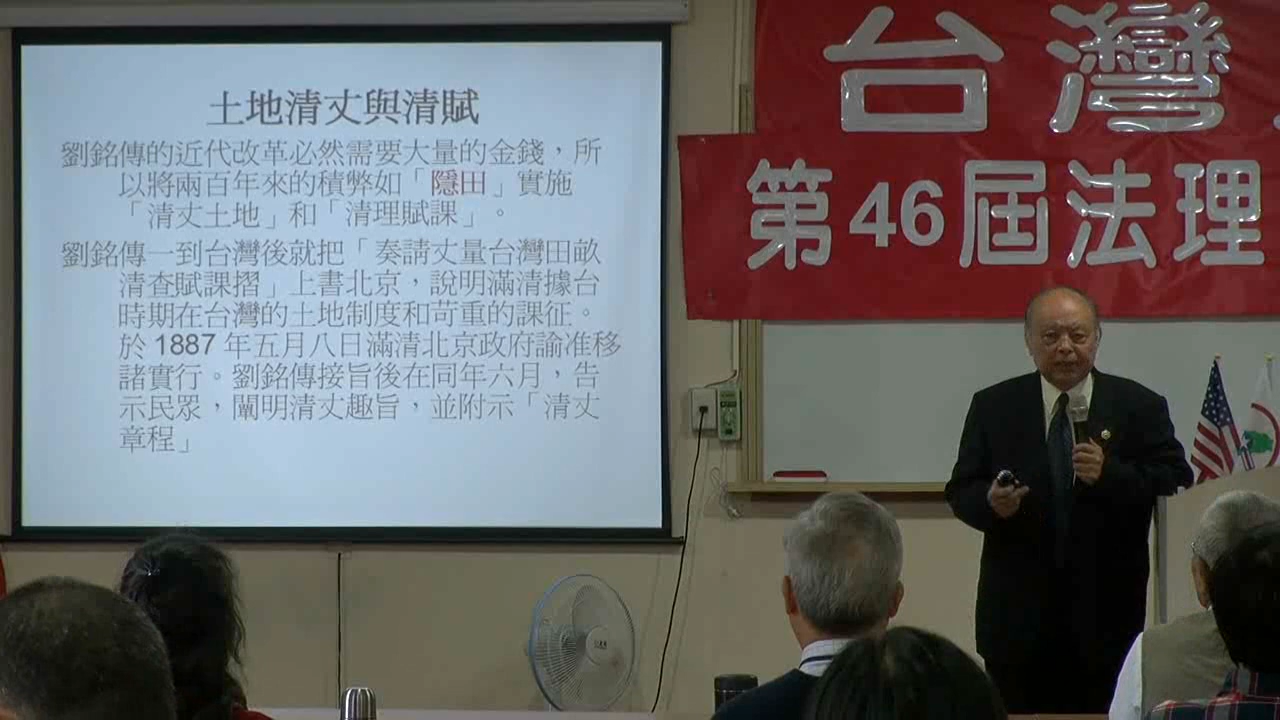 土地清丈與清賦
劉銘傳的近代改革必然需要大量的金錢，所
以將兩百年來的積弊如「隱田」實施
「清丈土地」和「清理賦課」。
劉銘傳一到台灣後就把「奏請丈量台灣田畝
清查賦課摺」上書北京，說明滿清據台
時期在台灣的土地制度和苛重的課征。
於 1887 年五月八日滿清北京政府諭准移
諸實行。劉銘傳接旨後在同年六月，告
示民眾，闡明清丈趣旨，並附示「清丈
章程」
台灣
第46屆法理